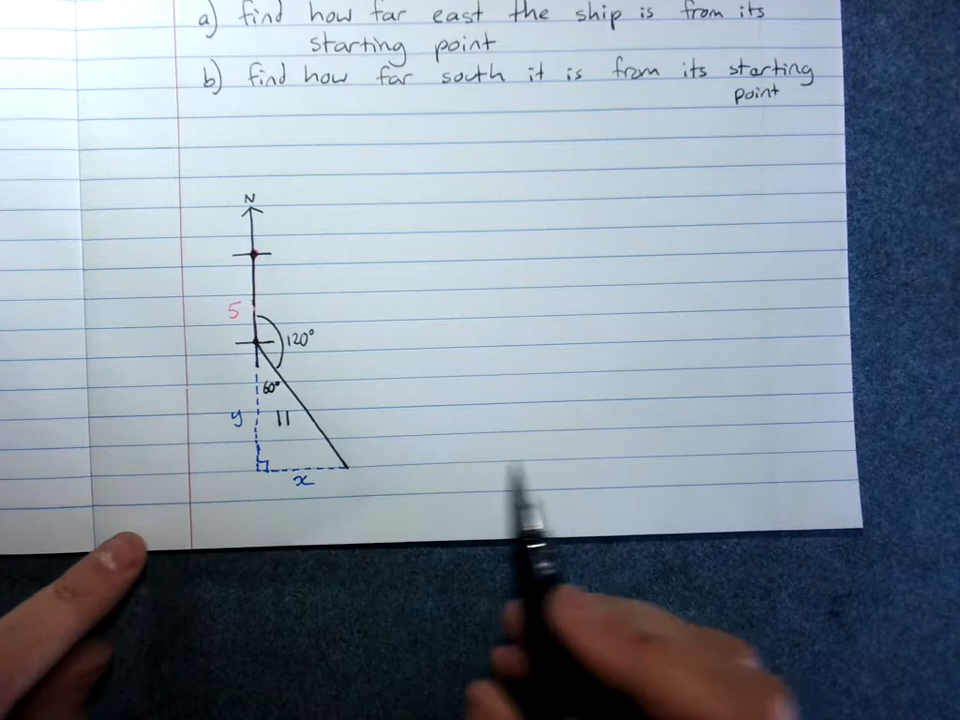 a) find how far east the ship is from its
starting point
b) find how far south it is from its starting
point
N
5
120°
60°
y
11
x